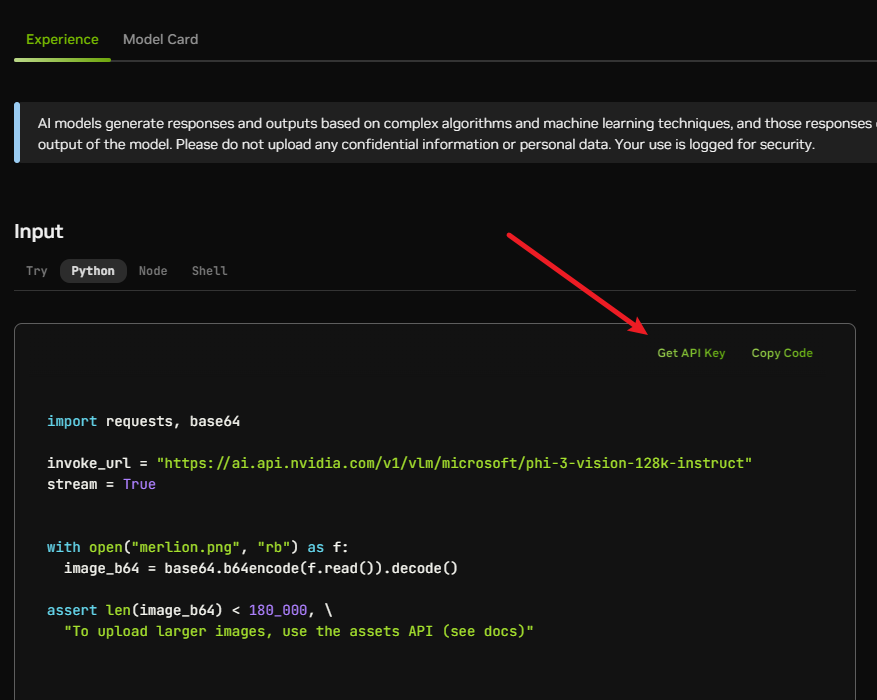 Experience Model Card
AI models generate responses and outputs based on complex algorithms and machine learning techniques, and those responses
output of the model. Please do not upload any confidential information or personal data. Your use is logged for security.
Input
Try Python Node Shell
Get API Key Copy Code
import requests, base64
invoke_url = "https://ai.api.nvidia.com/v1/vlm/microsoft/phi-3-vision-128k-instruct"
stream = True
with open("merlion.png", "rb") as f:
  image_b64 = base64.b64encode(f.read()).decode()
assert len(image_b64) < 180_000, \
  "To upload larger images, use the assets API (see docs)"